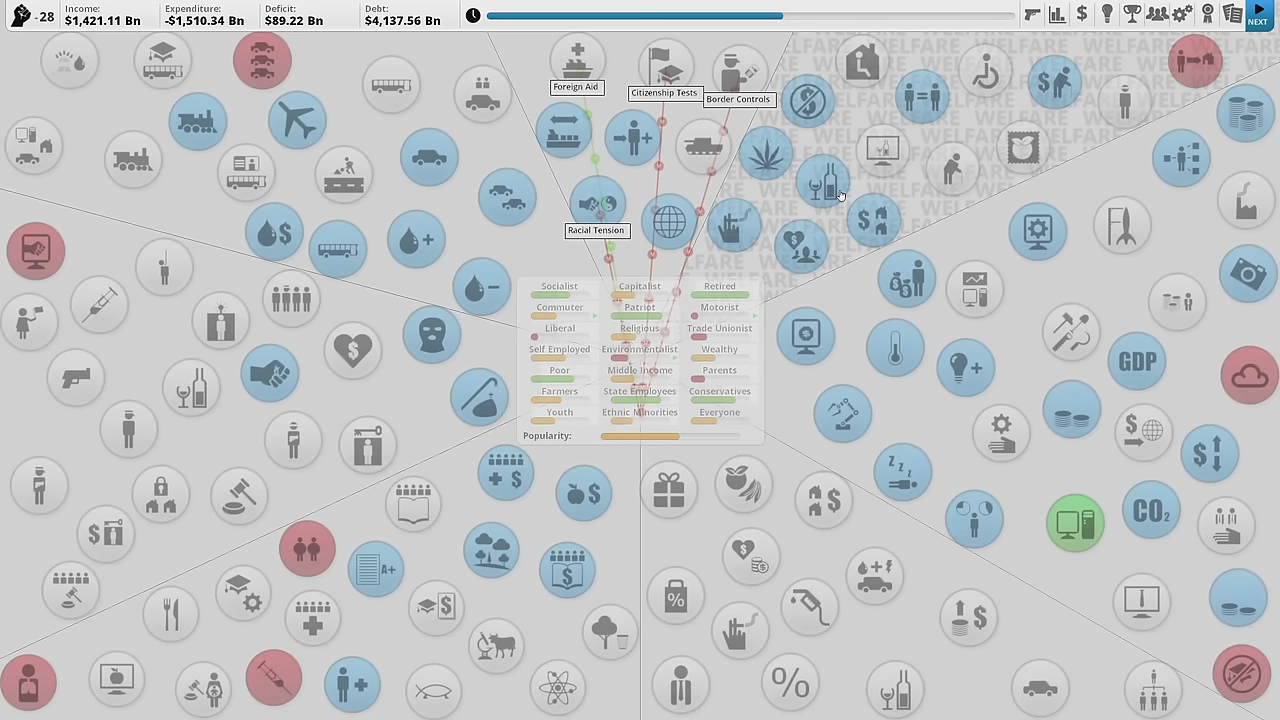 -28
Income:
$1,421.11 Bn
Expenditure:
-$1,510.34 Bn
Deficit:
$89.22 Bn
Debt:
$4,137.56 Bn
NEXT
Foreign Aid
Citizenship Tests
Border Controls
Racial Tension
WELFARE WELFARE WELFARE
Socialist Capitalist Retired
Commuter Patriot Motorist
Liberal Religious Trade Unionist
Self Employed Environmentalist Wealthy
Poor Middle Income Parents
Farmers State Employees Conservatives
Youth Ethnic Minorities Everyone
Popularity:
GDP
CO₂
A+
%
%